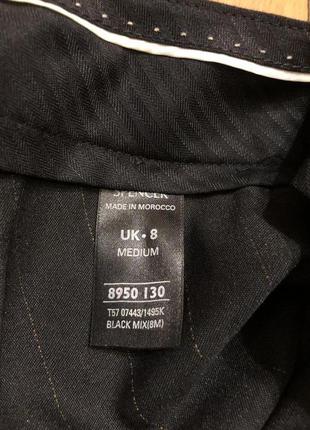 SPENCER
MADE IN MOROCCO
UK • 8
MEDIUM
8950 130
T57 07443/1495K
BLACK MIX(8M)